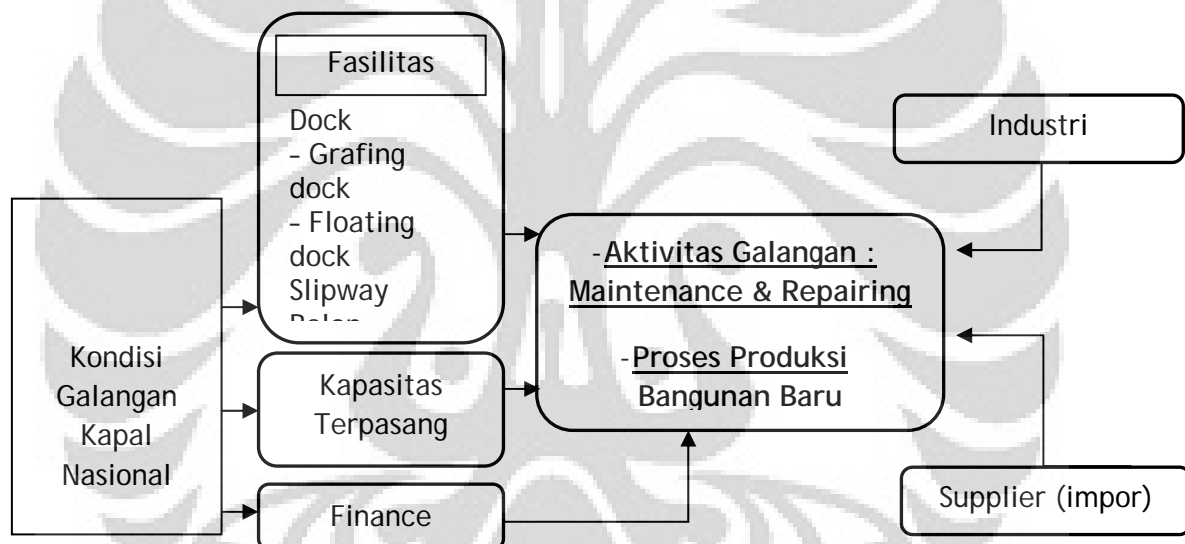 Fasilitas
Dock
- Grafing
dock
- Floating
dock
Slipway
Kondisi
Galangan
Kapal
Nasional
Kapasitas
Terpasang
Finance
-Aktivitas Galangan :
Maintenance & Repairing
-Proses Produksi
Bangunan Baru
Industri
Supplier (impor)